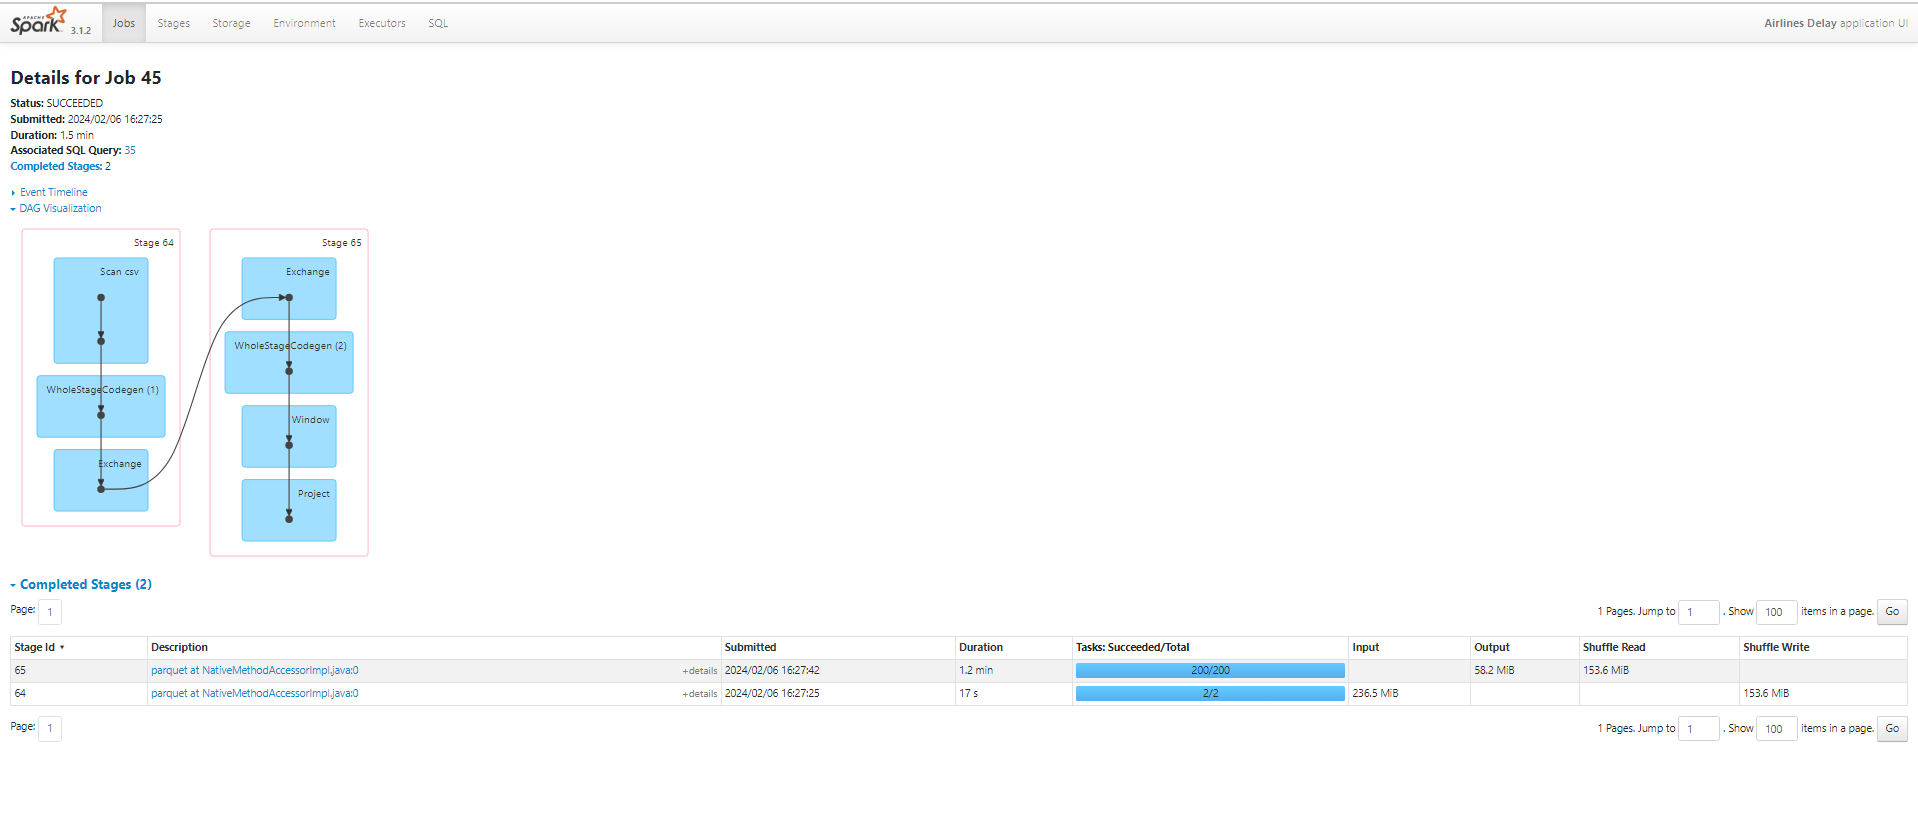 APACHE
Spark 3.1.2 Jobs Stages Storage Environment Executors SQL Airlines Delay application UI
Details for Job 45
Status: SUCCEEDED
Submitted: 2024/02/06 16:27:25
Duration: 1.5 min
Associated SQL Query: 35
Completed Stages: 2
Event Timeline
DAG Visualization
Stage 64
Scan csv
WholeStageCodegen (1)
Exchange
Stage 65
Exchange
WholeStageCodegen (2)
Window
Project
Completed Stages (2)
Page: 1 1 Pages. Jump to 1 . Show 100 items in a page. Go
Stage Id Description Submitted Duration Tasks: Succeeded/Total Input Output Shuffle Read Shuffle Write
65 parquet at NativeMethodAccessorImpl.java:0 +details 2024/02/06 16:27:42 1.2 min 200/200 58.2 MiB 153.6 MiB
64 parquet at NativeMethodAccessorImpl.java:0 +details 2024/02/06 16:27:25 17 s 2/2 236.5 MiB 153.6 MiB
Page: 1 1 Pages. Jump to 1 . Show 100 items in a page. Go